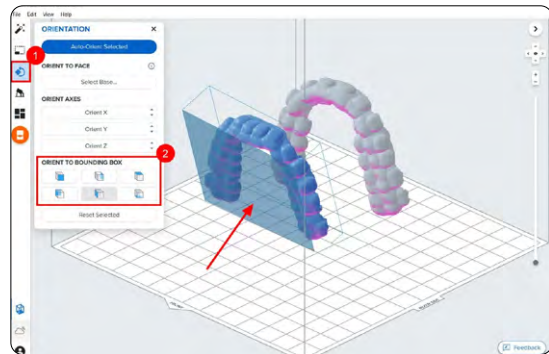 File Edit View Help
ORIENTATION ×
1
Auto-Orient Selected
ORIENT TO FACE
Select Base...
ORIENT AXES
Orient X
Orient Y
Orient Z
2
ORIENT TO BOUNDING BOX
Reset Selected
Feedback